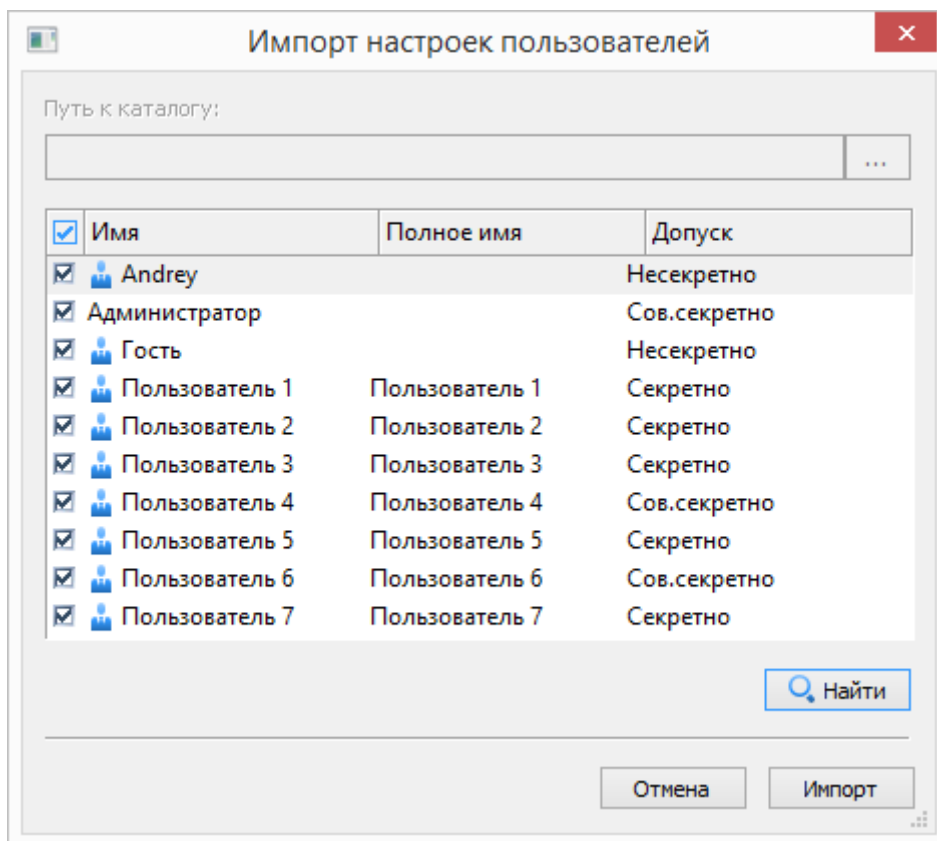 Импорт настроек пользователей
Путь к каталогу:
...
Имя Полное имя Допуск
Andrey Несекретно
Администратор Сов.секретно
Гость Несекретно
Пользователь 1 Пользователь 1 Секретно
Пользователь 2 Пользователь 2 Секретно
Пользователь 3 Пользователь 3 Секретно
Пользователь 4 Пользователь 4 Сов.секретно
Пользователь 5 Пользователь 5 Секретно
Пользователь 6 Пользователь 6 Сов.секретно
Пользователь 7 Пользователь 7 Секретно
Найти
Отмена Импорт